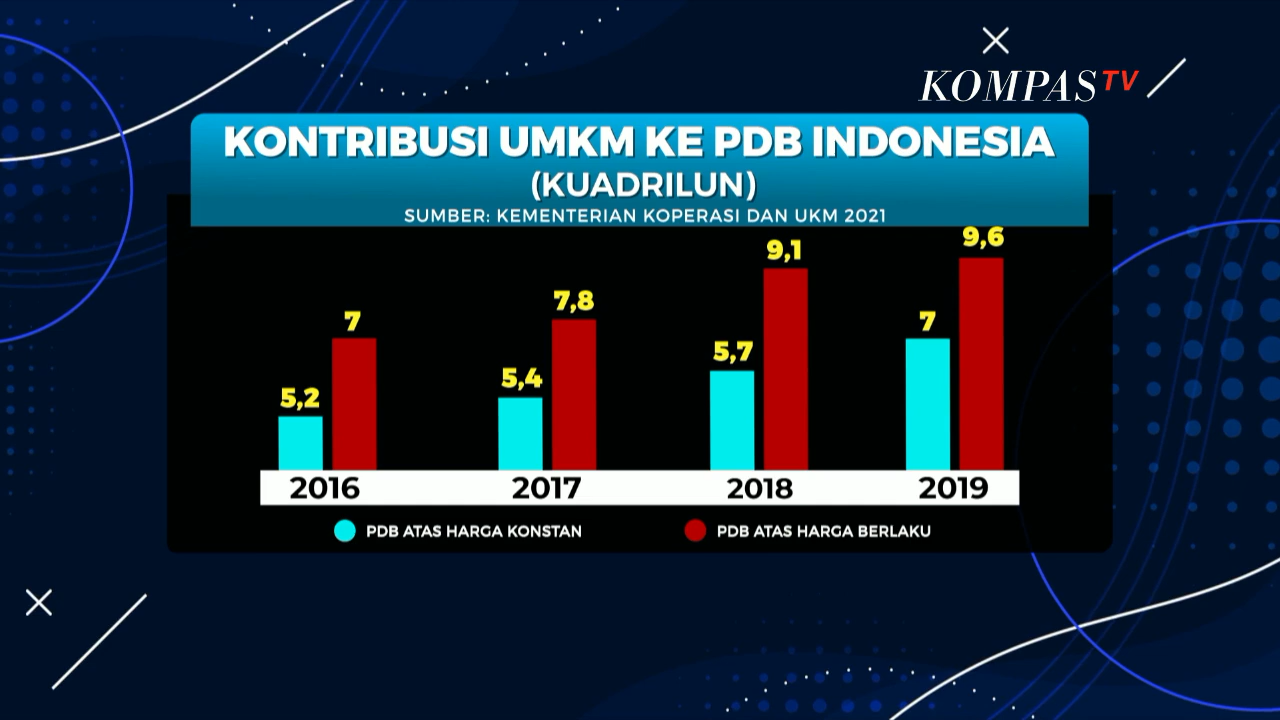 KOMPAS TV
KONTRIBUSI UMKM KE PDB INDONESIA
(KUADRILUN)
SUMBER: KEMENTERIAN KOPERASI DAN UKM 2021
5,2 7 5,4 7,8 5,7 9,1 7 9,6
2016 2017 2018 2019
PDB ATAS HARGA KONSTAN PDB ATAS HARGA BERLAKU